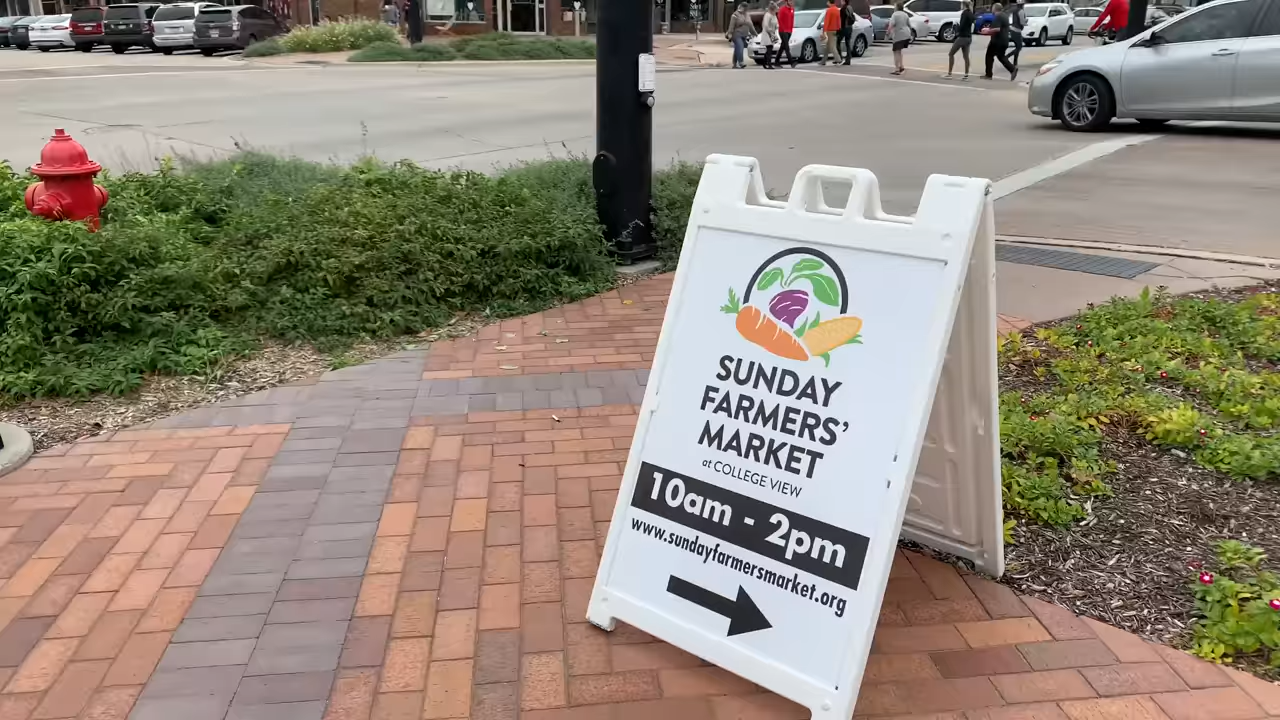 SUNDAY
FARMERS'
MARKET
at COLLEGE VIEW
10am - 2pm
www.sundayfarmersmarket.org